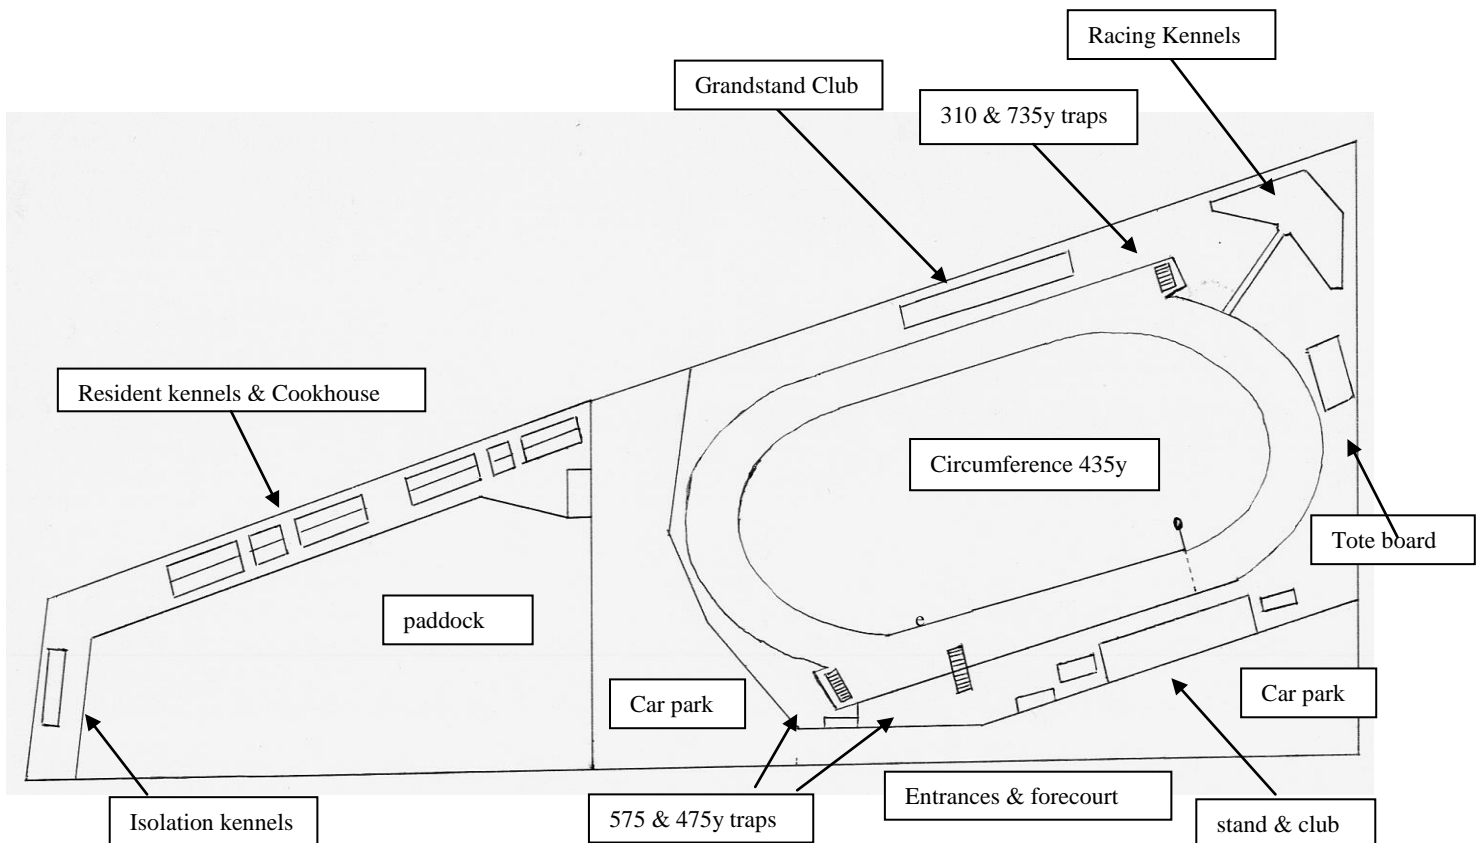 Racing Kennels
Grandstand Club
310 & 735y traps
Resident kennels & Cookhouse
Circumference 435y
Tote board
paddock
e
Car park
Car park
Entrances & forecourt
575 & 475y traps
Isolation kennels
stand & club